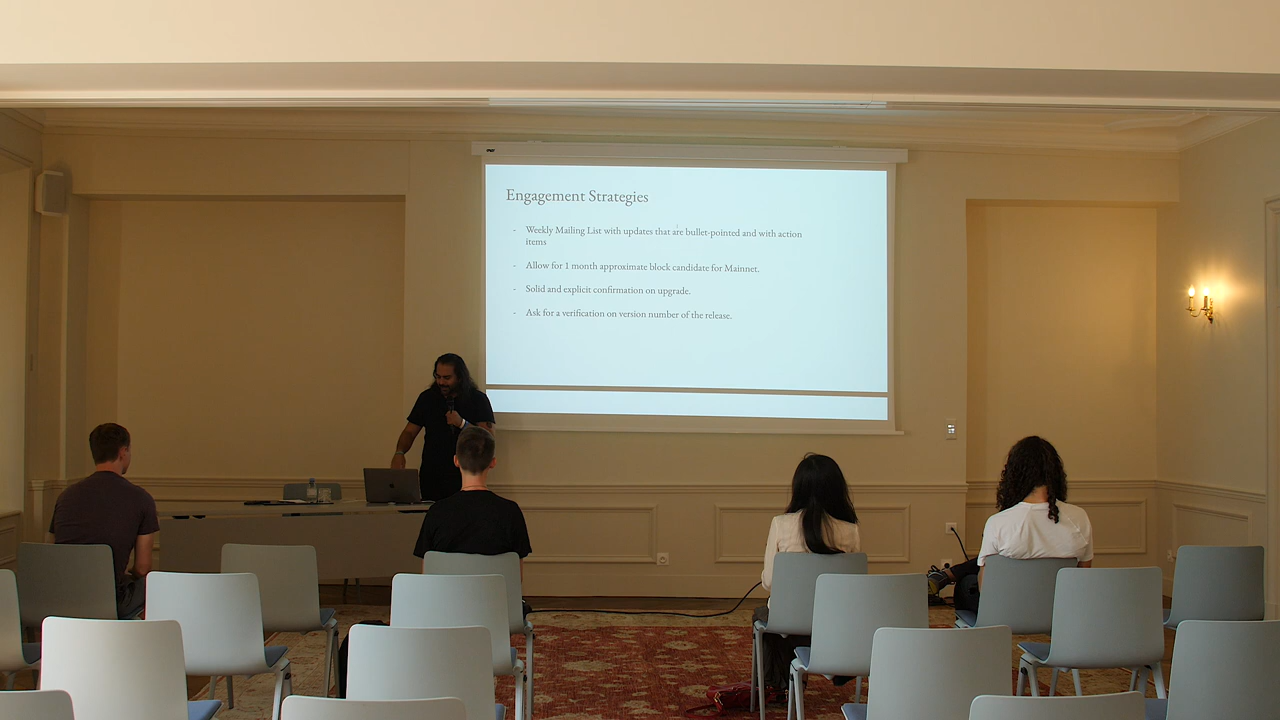 Engagement Strategies
- Weekly Mailing List with updates that are bullet-pointed and with action
items
- Allow for 1 month approximate block candidate for Mainnet.
- Solid and explicit confirmation on upgrade.
- Ask for a verification on version number of the release.